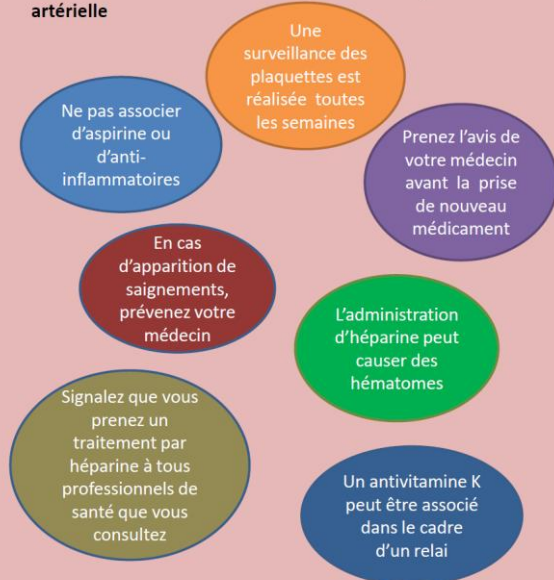 artérielle
Une
surveillance des
plaquettes est
réalisée toutes
les semaines
Ne pas associer
d'aspirine ou
d'anti-
inflammatoires
Prenez l'avis de
votre médecin
avant la prise
de nouveau
médicament
En cas
d'apparition de
saignements,
prévenez votre
médecin
L'administration
d'héparine peut
causer des
hématomes
Signalez que vous
prenez un
traitement par
héparine à tous
professionnels de
santé que vous
consultez
Un antivitamine K
peut être associé
dans le cadre
d'un relai